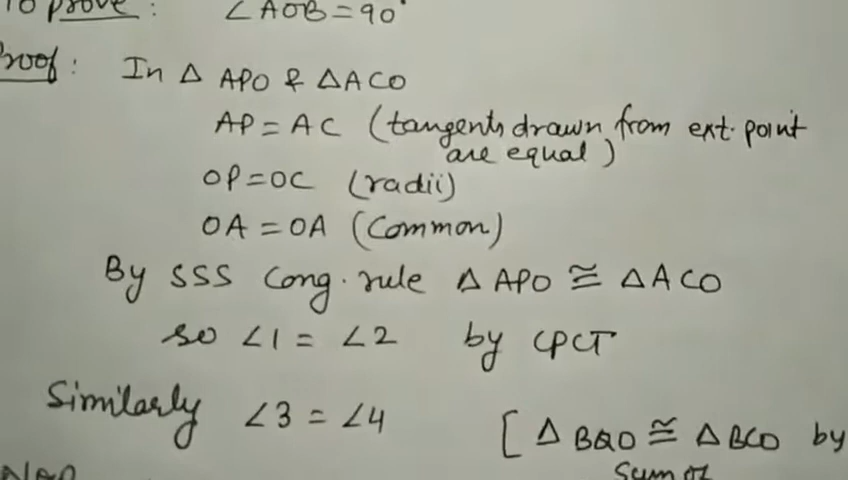 To prove : ∠AOB = 90°
Proof : In △ APO & △ACO
AP = AC (tangents drawn from ext. point
are equal)
OP = OC (radii)
OA = OA (Common)
By SSS Cong. rule △ APO ≅ △ACO
so ∠1 = ∠2 by CPCT
Similarly ∠3 = ∠4 [△ BQO ≅ △ BCO by